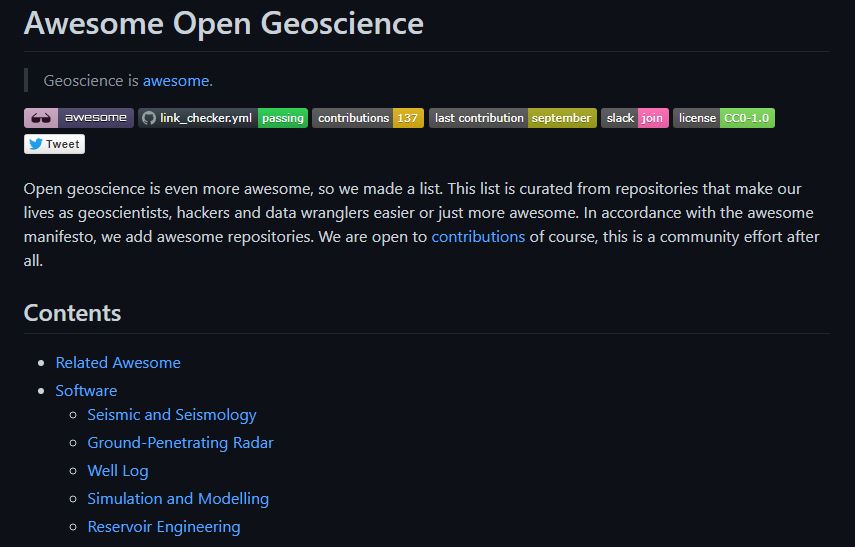 Awesome Open Geoscience
Geoscience is awesome.
awesome link_checker.yml passing contributions 137 last contribution september slack join license CC0-1.0
Tweet
Open geoscience is even more awesome, so we made a list. This list is curated from repositories that make our
lives as geoscientists, hackers and data wranglers easier or just more awesome. In accordance with the awesome
manifesto, we add awesome repositories. We are open to contributions of course, this is a community effort after
all.
Contents
Related Awesome
Software
Seismic and Seismology
Ground-Penetrating Radar
Well Log
Simulation and Modelling
Reservoir Engineering